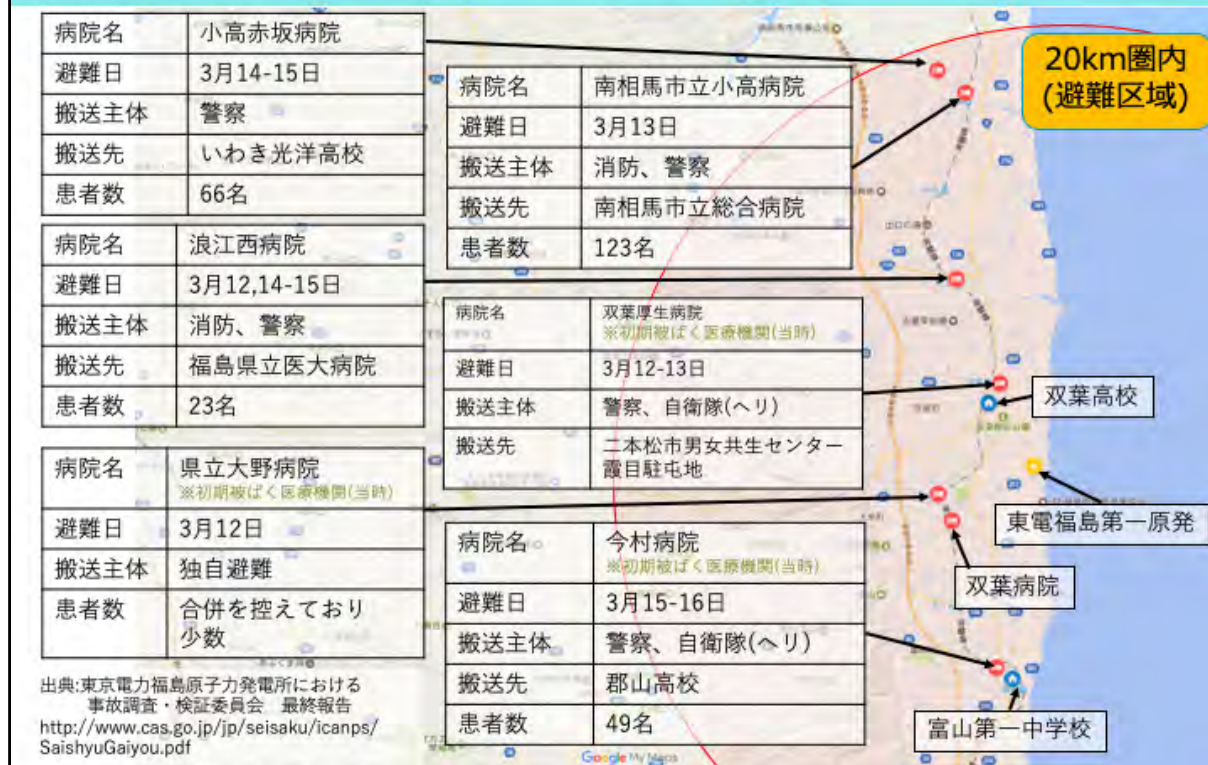 病院名 小高赤坂病院
避難日 3月14-15日
搬送主体 警察
搬送先 いわき光洋高校
患者数 66名
病院名 南相馬市立小高病院
避難日 3月13日
搬送主体 消防、警察
搬送先 南相馬市立総合病院
患者数 123名
20km圏内
(避難区域)
病院名 浪江西病院
避難日 3月12,14-15日
搬送主体 消防、警察
搬送先 福島県立医大病院
患者数 23名
病院名 双葉厚生病院
※初期被ばく医療機関(当時)
避難日 3月12-13日
搬送主体 警察、自衛隊(ヘリ)
搬送先 二本松市男女共生センター
霞目駐屯地
双葉高校
病院名 県立大野病院
※初期被ばく医療機関(当時)
避難日 3月12日
搬送主体 独自避難
患者数 合併を控えており
少数
東電福島第一原発
双葉病院
病院名 今村病院
※初期被ばく医療機関(当時)
避難日 3月15-16日
搬送主体 警察、自衛隊(ヘリ)
搬送先 郡山高校
患者数 49名
富山第一中学校
出典:東京電力福島原子力発電所における
事故調査・検証委員会 最終報告
http://www.cas.go.jp/jp/seisaku/icanps/
SaishyuGaiyou.pdf
Google My Maps